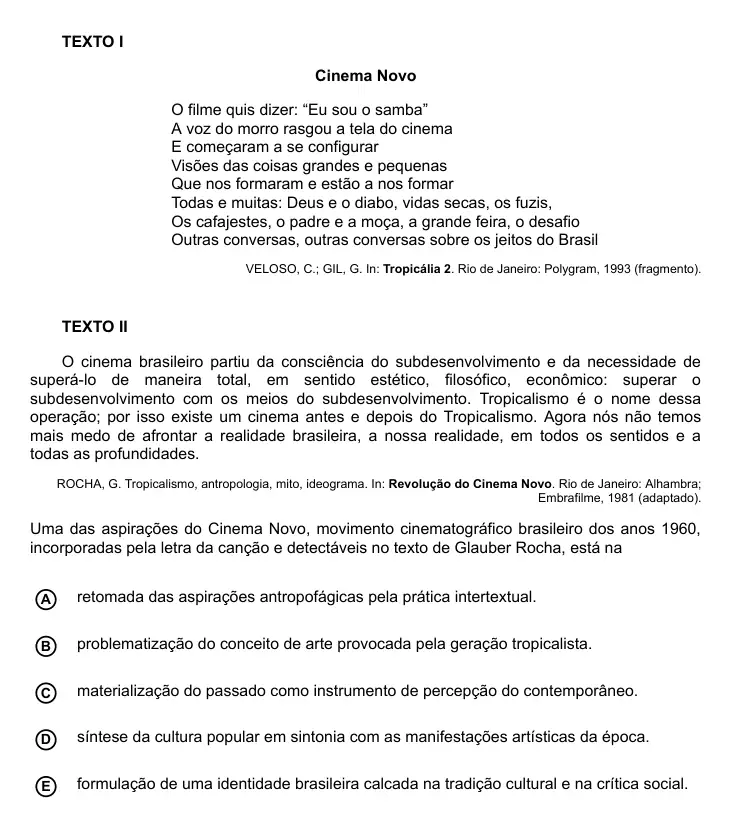 TEXTO I
Cinema Novo
O filme quis dizer: “Eu sou o samba”
A voz do morro rasgou a tela do cinema
E começaram a se configurar
Visões das coisas grandes e pequenas
Que nos formaram e estão a nos formar
Todas e muitas: Deus e o diabo, vidas secas, os fuzis,
Os cafajestes, o padre e a moça, a grande feira, o desafio
Outras conversas, outras conversas sobre os jeitos do Brasil
VELOSO, C.; GIL, G. In: Tropicália 2. Rio de Janeiro: Polygram, 1993 (fragmento).
TEXTO II
O cinema brasileiro partiu da consciência do subdesenvolvimento e da necessidade de
superá-lo de maneira total, em sentido estético, filosófico, econômico: superar o
subdesenvolvimento com os meios do subdesenvolvimento. Tropicalismo é o nome dessa
operação; por isso existe um cinema antes e depois do Tropicalismo. Agora nós não temos
mais medo de afrontar a realidade brasileira, a nossa realidade, em todos os sentidos e a
todas as profundidades.
ROCHA, G. Tropicalismo, antropologia, mito, ideograma. In: Revolução do Cinema Novo. Rio de Janeiro: Alhambra;
Embrafilme, 1981 (adaptado).
Uma das aspirações do Cinema Novo, movimento cinematográfico brasileiro dos anos 1960,
incorporadas pela letra da canção e detectáveis no texto de Glauber Rocha, está na
A retomada das aspirações antropofágicas pela prática intertextual.
B problematização do conceito de arte provocada pela geração tropicalista.
C materialização do passado como instrumento de percepção do contemporâneo.
D síntese da cultura popular em sintonia com as manifestações artísticas da época.
E formulação de uma identidade brasileira calcada na tradição cultural e na crítica social.